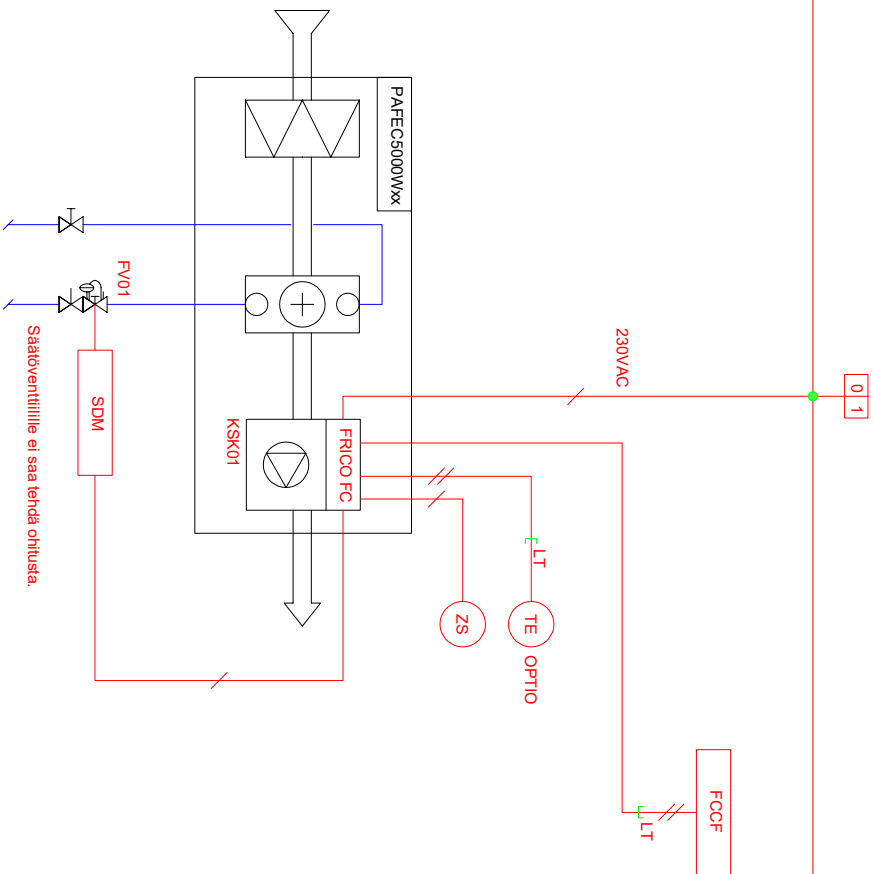 PAFEC5000Wxx
FV01
Säätöventtiilille ei saa tehdä ohitusta.
SDM
KSK01
FRICO FC
230VAC
0 1
LT
ZS
TE OPTIO
FCCF
LT